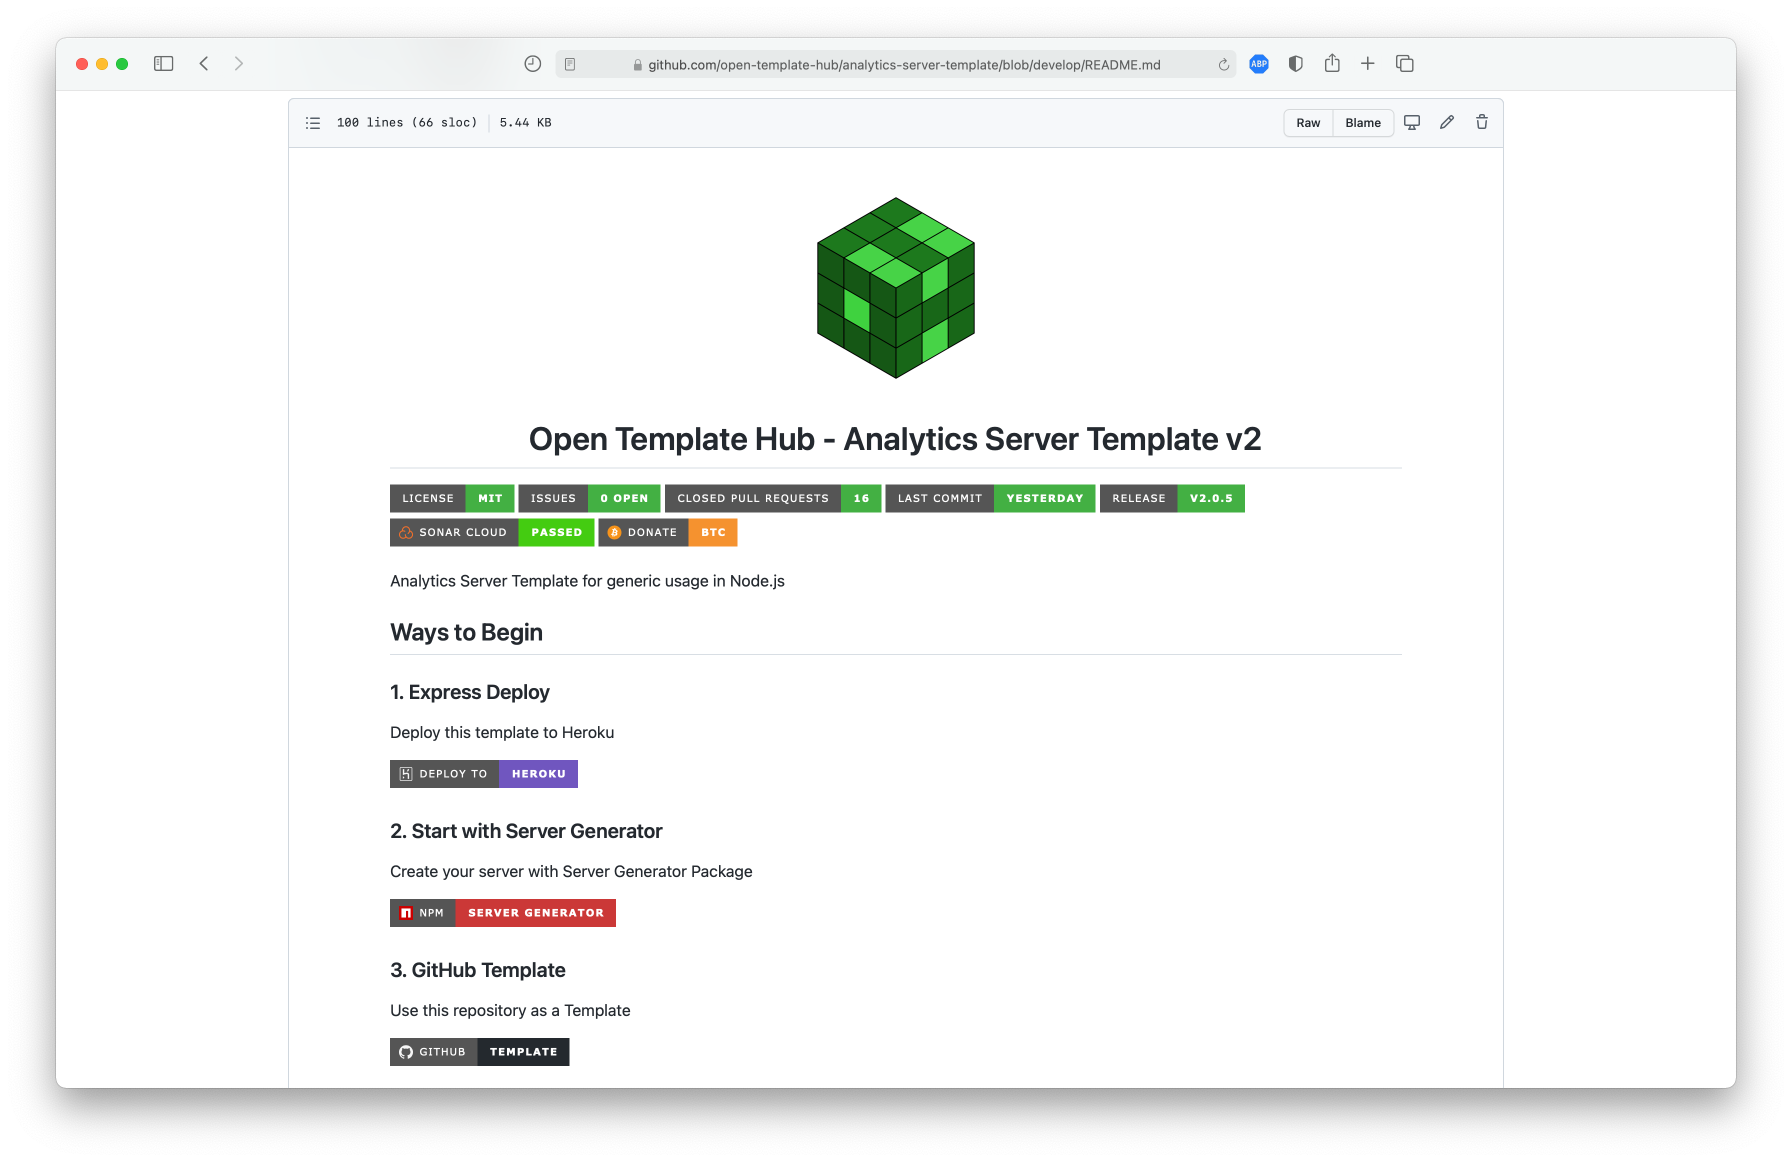 github.com/open-template-hub/analytics-server-template/blob/develop/README.md
ABP
100 lines (66 sloc) 5.44 KB
Raw Blame
Open Template Hub - Analytics Server Template v2
LICENSE MIT ISSUES 0 OPEN CLOSED PULL REQUESTS 16 LAST COMMIT YESTERDAY RELEASE V2.0.5
SONAR CLOUD PASSED DONATE BTC
Analytics Server Template for generic usage in Node.js
Ways to Begin
1. Express Deploy
Deploy this template to Heroku
DEPLOY TO HEROKU
2. Start with Server Generator
Create your server with Server Generator Package
NPM SERVER GENERATOR
3. GitHub Template
Use this repository as a Template
GITHUB TEMPLATE